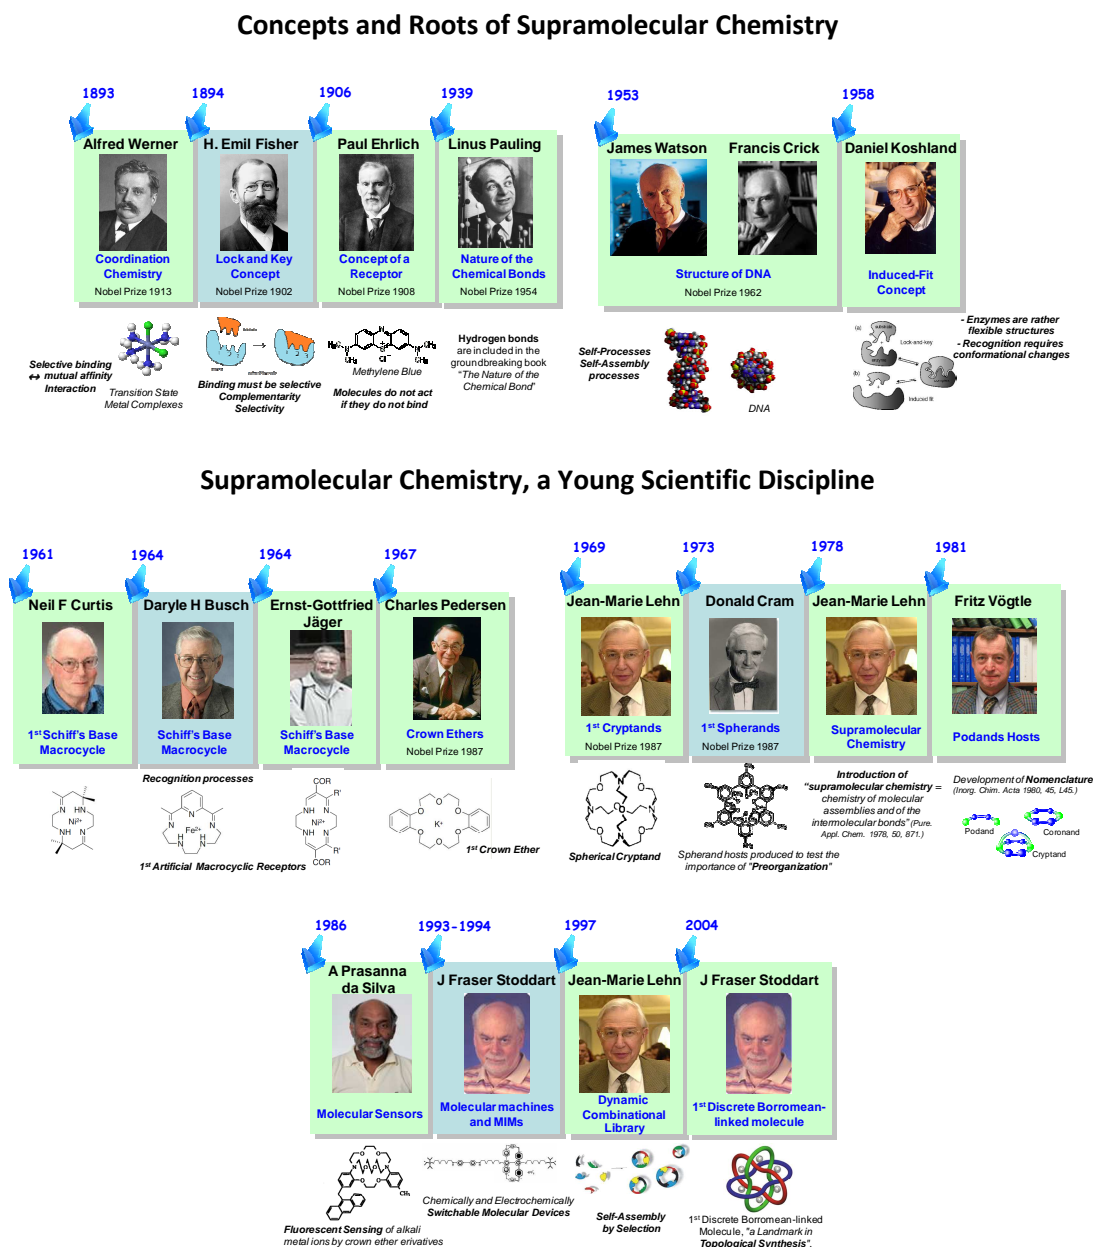 Concepts and Roots of Supramolecular Chemistry
1893
1894
1906
1939
1953
1958
Alfred Werner
H. Emil Fisher
Paul Ehrlich
Linus Pauling
James Watson
Francis Crick
Daniel Koshland
Coordination
Chemistry
Nobel Prize 1913
Lock and Key
Concept
Nobel Prize 1902
Concept of a
Receptor
Nobel Prize 1908
Nature of the
Chemical Bonds
Nobel Prize 1954
Structure of DNA
Nobel Prize 1962
Induced-Fit
Concept
Selective binding
↔ mutual affinity
Interaction
Transition State
Metal Complexes
Binding must be selective
Complementarity
Selectivity
Methylene Blue
Molecules do not act
if they do not bind
Hydrogen bonds
are included in the
groundbreaking book
"The Nature of the
Chemical Bond"
Self-Processes
Self-Assembly
processes
DNA
(a)
substrate
Lock-and-key
enzyme
(b)
Induced fit
- Enzymes are rather
flexible structures
- Recognition requires
conformational changes
Supramolecular Chemistry, a Young Scientific Discipline
1961
1964
1964
1967
1969
1973
1978
1981
Neil F Curtis
Daryle H Busch
Ernst-Gottfried
Jäger
Charles Pedersen
Jean-Marie Lehn
Donald Cram
Jean-Marie Lehn
Fritz Vögtle
1st Schiff's Base
Macrocycle
Schiff's Base
Macrocycle
Schiff's Base
Macrocycle
Crown Ethers
Nobel Prize 1987
1st Cryptands
Nobel Prize 1987
1st Spherands
Nobel Prize 1987
Supramolecular
Chemistry
Podands Hosts
Recognition processes
1st Artificial Macrocyclic Receptors
COR
R'
Ni2+
Fe2+
Ni2+
R'
COR
K+
1st Crown Ether
Spherical Cryptand
Spherand hosts produced to test the
importance of "Preorganization"
Introduction of
"supramolecular chemistry =
chemistry of molecular
assemblies and of the
intermolecular bonds" (Pure.
Appl. Chem. 1978, 50, 871.)
Development of Nomenclature
(Inorg. Chim. Acta 1980, 45, L45.)
Podand
Coronand
Cryptand
1986
1993-1994
1997
2004
A Prasanna
da Silva
J Fraser Stoddart
Jean-Marie Lehn
J Fraser Stoddart
Molecular Sensors
Molecular machines
and MIMs
Dynamic
Combinational
Library
1st Discrete Borromean-
linked molecule
Fluorescent Sensing of alkali
metal ions by crown ether erivatives
Chemically and Electrochemically
Switchable Molecular Devices
Self-Assembly
by Selection
1st Discrete Borromean-linked
Molecule, "a Landmark in
Topological Synthesis".